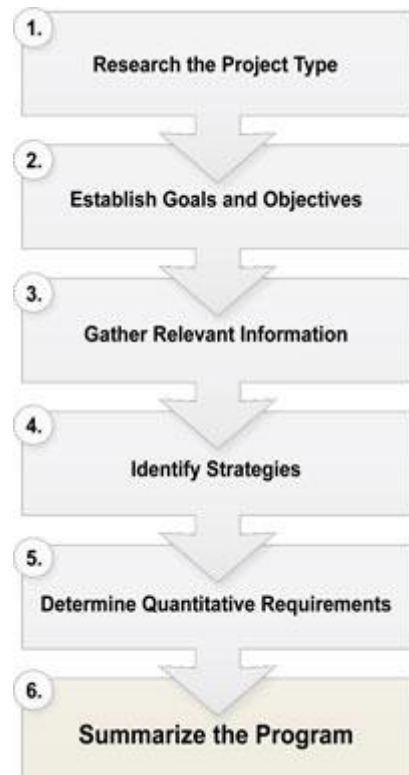 1.
Research the Project Type
2.
Establish Goals and Objectives
3.
Gather Relevant Information
4.
Identify Strategies
5.
Determine Quantitative Requirements
6.
Summarize the Program